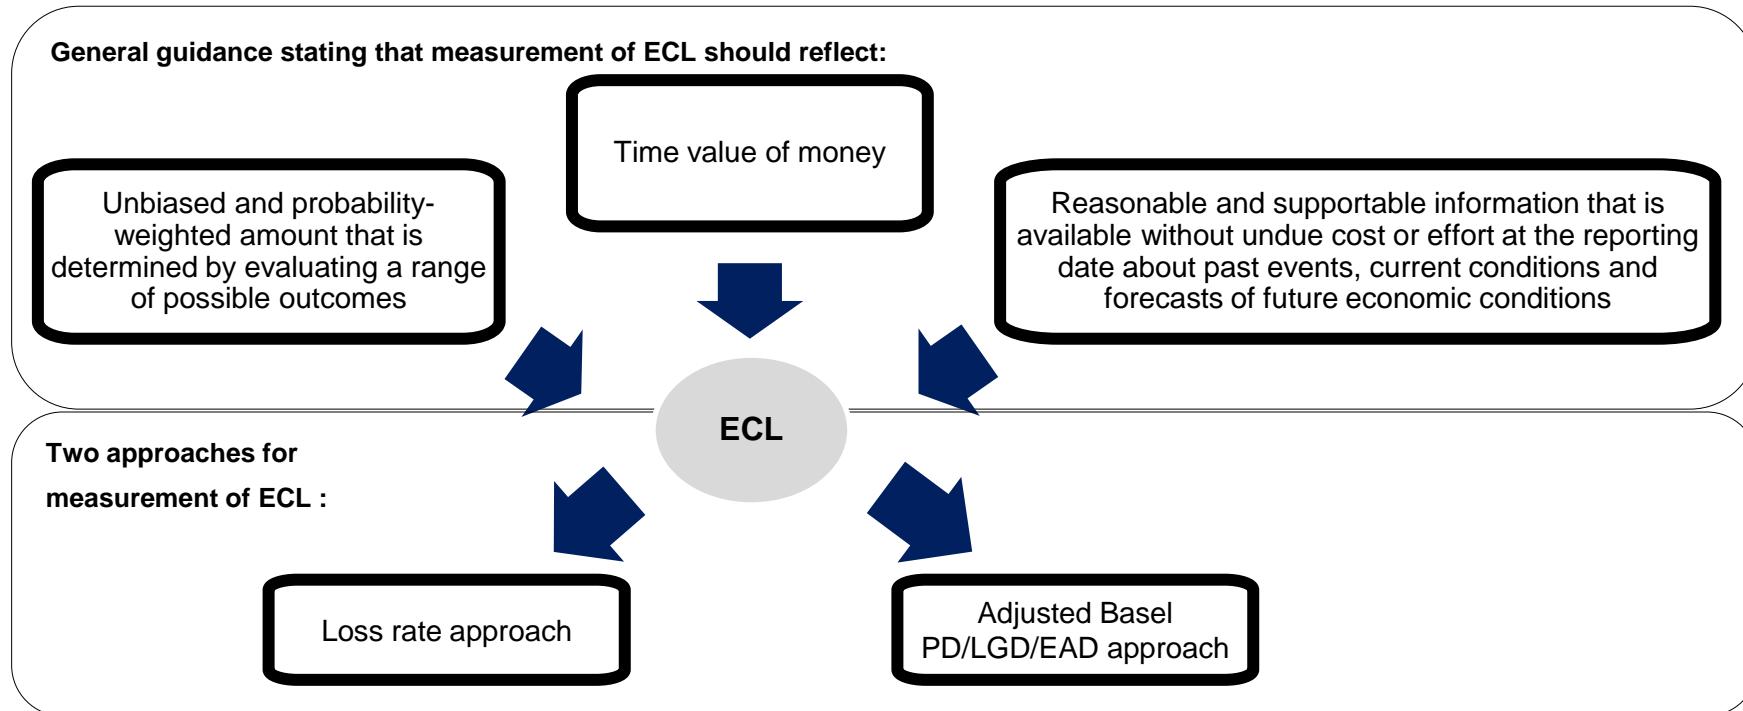 General guidance stating that measurement of ECL should reflect:
Time value of money
Unbiased and probability-
weighted amount that is
determined by evaluating a range
of possible outcomes
Reasonable and supportable information that is
available without undue cost or effort at the reporting
date about past events, current conditions and
forecasts of future economic conditions
ECL
Two approaches for
measurement of ECL :
Loss rate approach
Adjusted Basel
PD/LGD/EAD approach